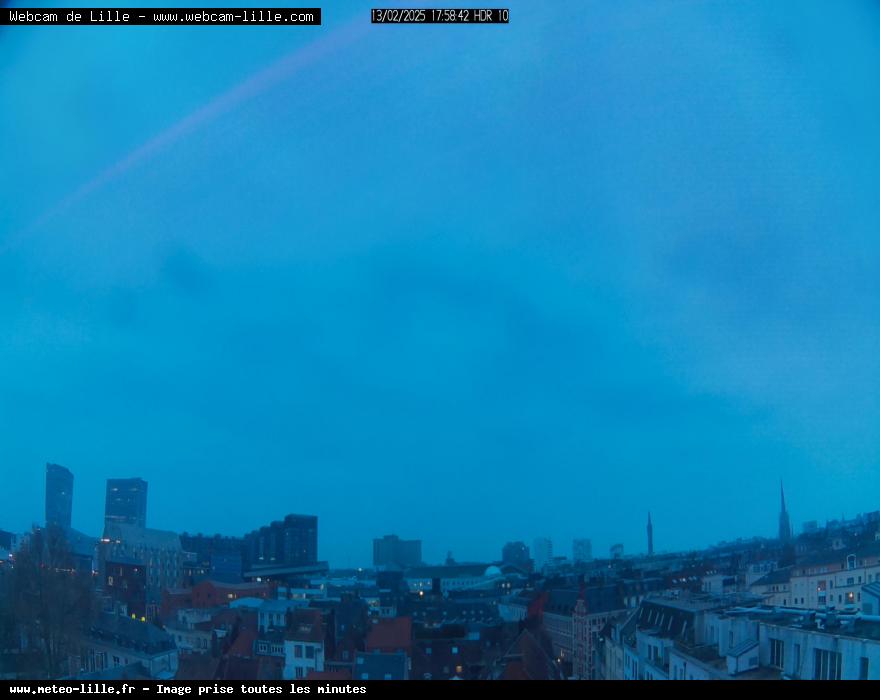 Webcam de Lille - www.webcam-lille.com
13/02/2025 17:58:42 HDR 10
www.meteo-lille.fr - Image prise toutes les minutes